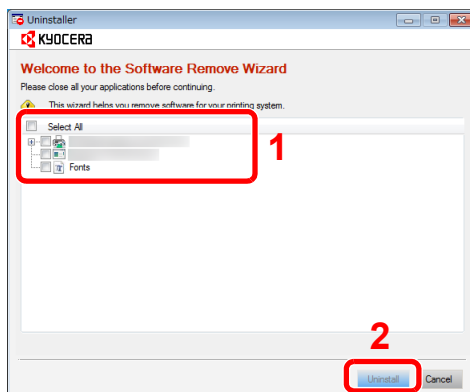 Uninstaller
KYOCERA
Welcome to the Software Remove Wizard
Please close all your applications before continuing.
This wizard helps you remove software for your printing system.
Select All
1
Fonts
2
Uninstall Cancel